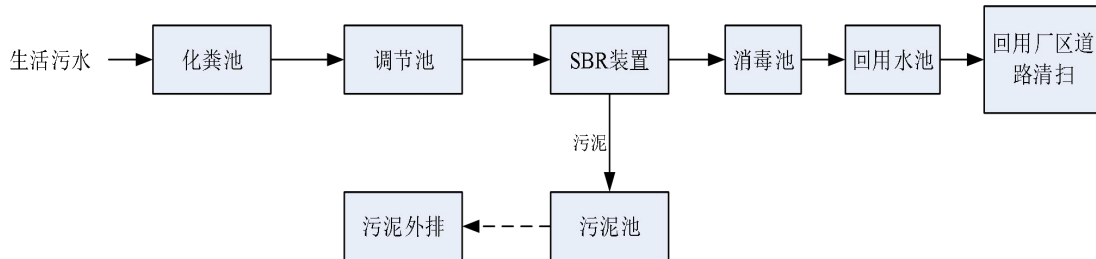 生活污水
化粪池
调节池
SBR装置
消毒池
回用水池
回用厂区道
路清扫
污泥
污泥外排
污泥池